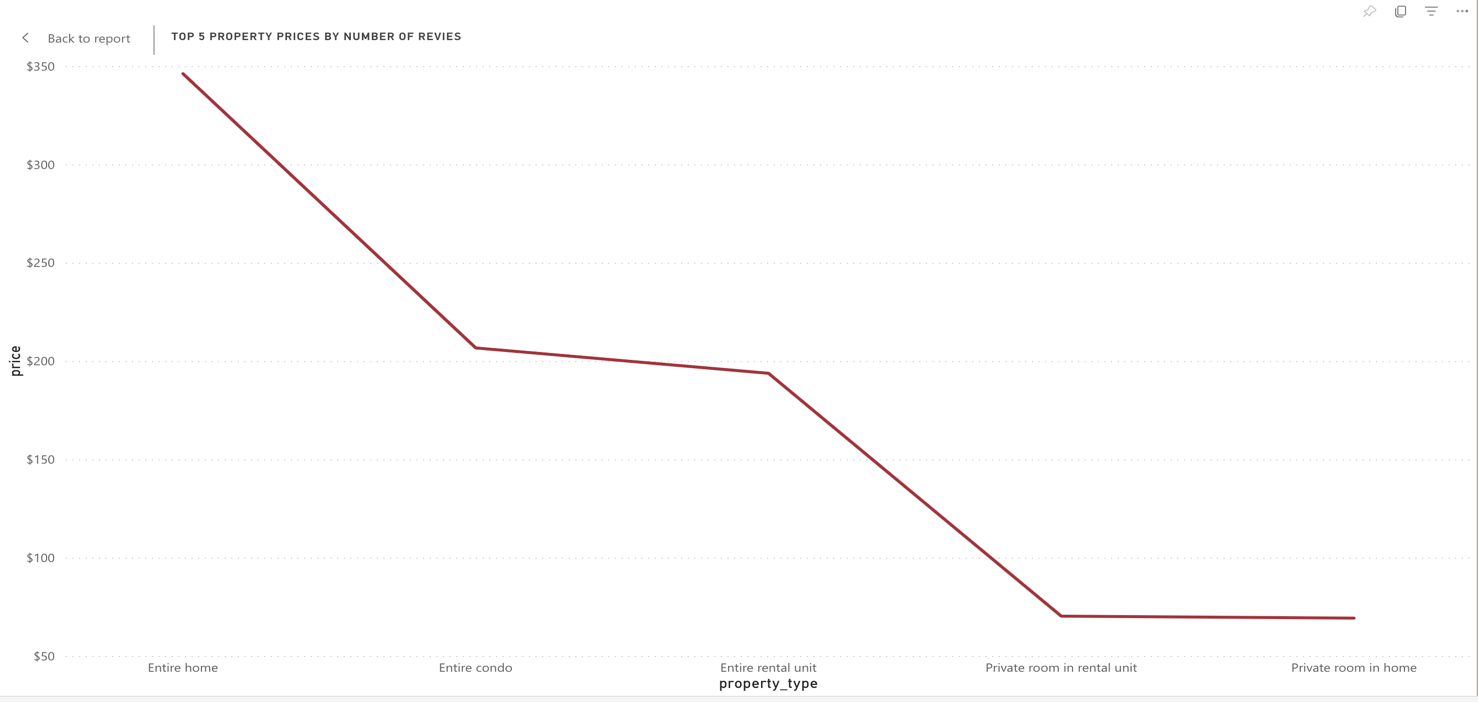 Back to report
TOP 5 PROPERTY PRICES BY NUMBER OF REVIES
$350
$300
$250
$200
$150
$100
$50
price
Entire home
Entire condo
Entire rental unit
Private room in rental unit
Private room in home
property_type